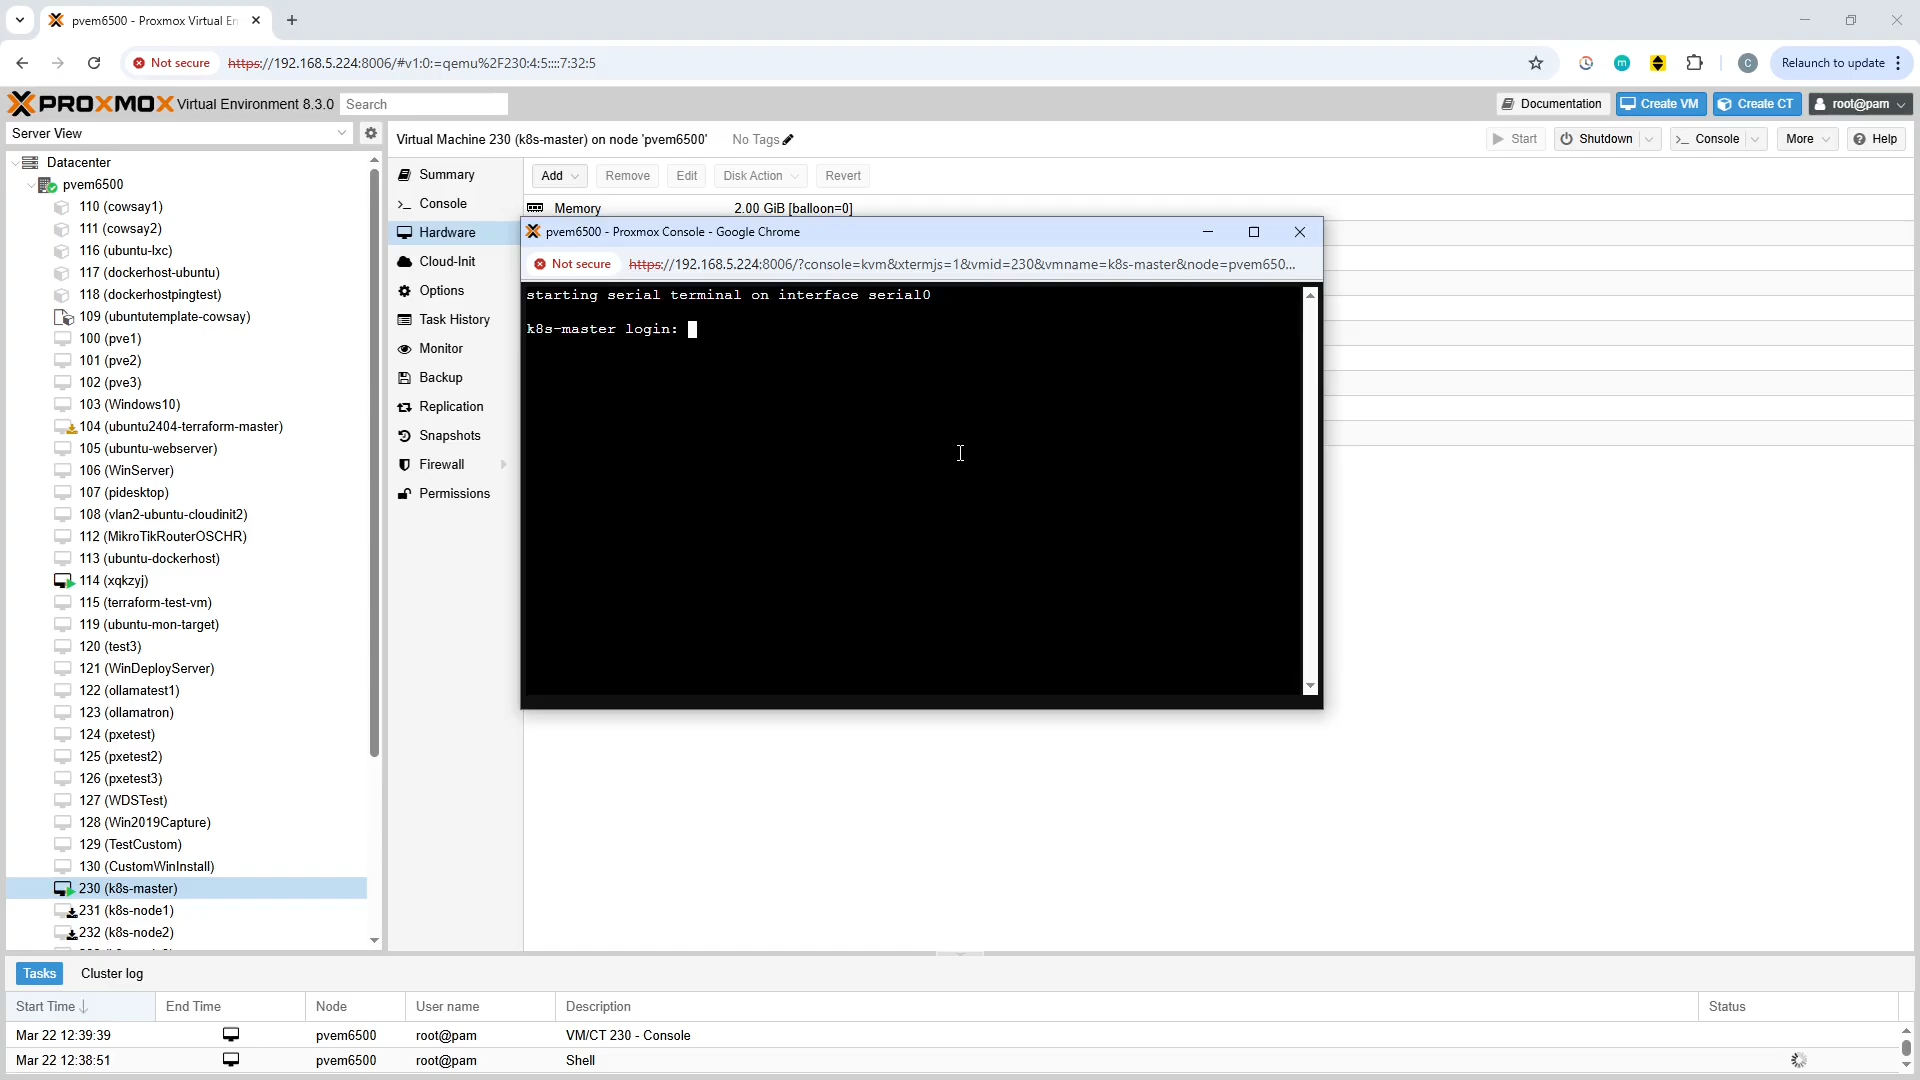 pvem6500 - Proxmox Virtual En
Not secure
https://192.168.5.224:8006/#v1:0:=qemu%2F230:4:5::::7:32:5
C
Relaunch to update
PROXMOX Virtual Environment 8.3.0
Search
Documentation
Create VM
Create CT
root@pam
Server View
Virtual Machine 230 (k8s-master) on node 'pvem6500'
No Tags
Start
Shutdown
Console
More
Help
Datacenter
pvem6500
110 (cowsay1)
111 (cowsay2)
116 (ubuntu-lxc)
117 (dockerhost-ubuntu)
118 (dockerhostpingtest)
109 (ubuntutemplate-cowsay)
100 (pve1)
101 (pve2)
102 (pve3)
103 (Windows10)
104 (ubuntu2404-terraform-master)
105 (ubuntu-webserver)
106 (WinServer)
107 (pidesktop)
108 (vlan2-ubuntu-cloudinit2)
112 (MikroTikRouterOSCHR)
113 (ubuntu-dockerhost)
114 (xqkzyj)
115 (terraform-test-vm)
119 (ubuntu-mon-target)
120 (test3)
121 (WinDeployServer)
122 (ollamatest1)
123 (ollamatron)
124 (pxetest)
125 (pxetest2)
126 (pxetest3)
127 (WDSTest)
128 (Win2019Capture)
129 (TestCustom)
130 (CustomWinInstall)
230 (k8s-master)
231 (k8s-node1)
232 (k8s-node2)
Summary
Console
Hardware
Cloud-Init
Options
Task History
Monitor
Backup
Replication
Snapshots
Firewall
Permissions
Add
Remove
Edit
Disk Action
Revert
Memory 2.00 GiB [balloon=0]
pvem6500 - Proxmox Console - Google Chrome
Not secure
https://192.168.5.224:8006/?console=kvm&xtermjs=1&vmid=230&vmname=k8s-master&node=pvem650...
starting serial terminal on interface serial0
k8s-master login:
Tasks
Cluster log
Start Time End Time Node User name Description Status
Mar 22 12:39:39 pvem6500 root@pam VM/CT 230 - Console
Mar 22 12:38:51 pvem6500 root@pam Shell